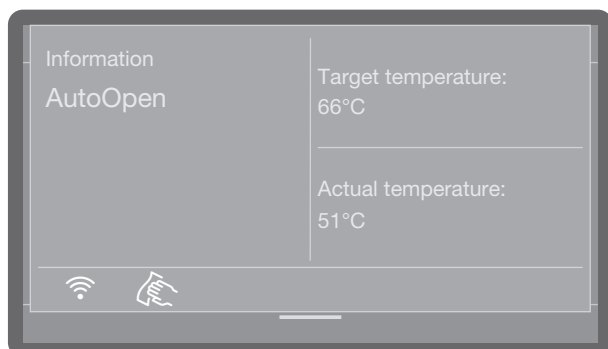 Information
AutoOpen
Target temperature:
66°C
Actual temperature:
51°C